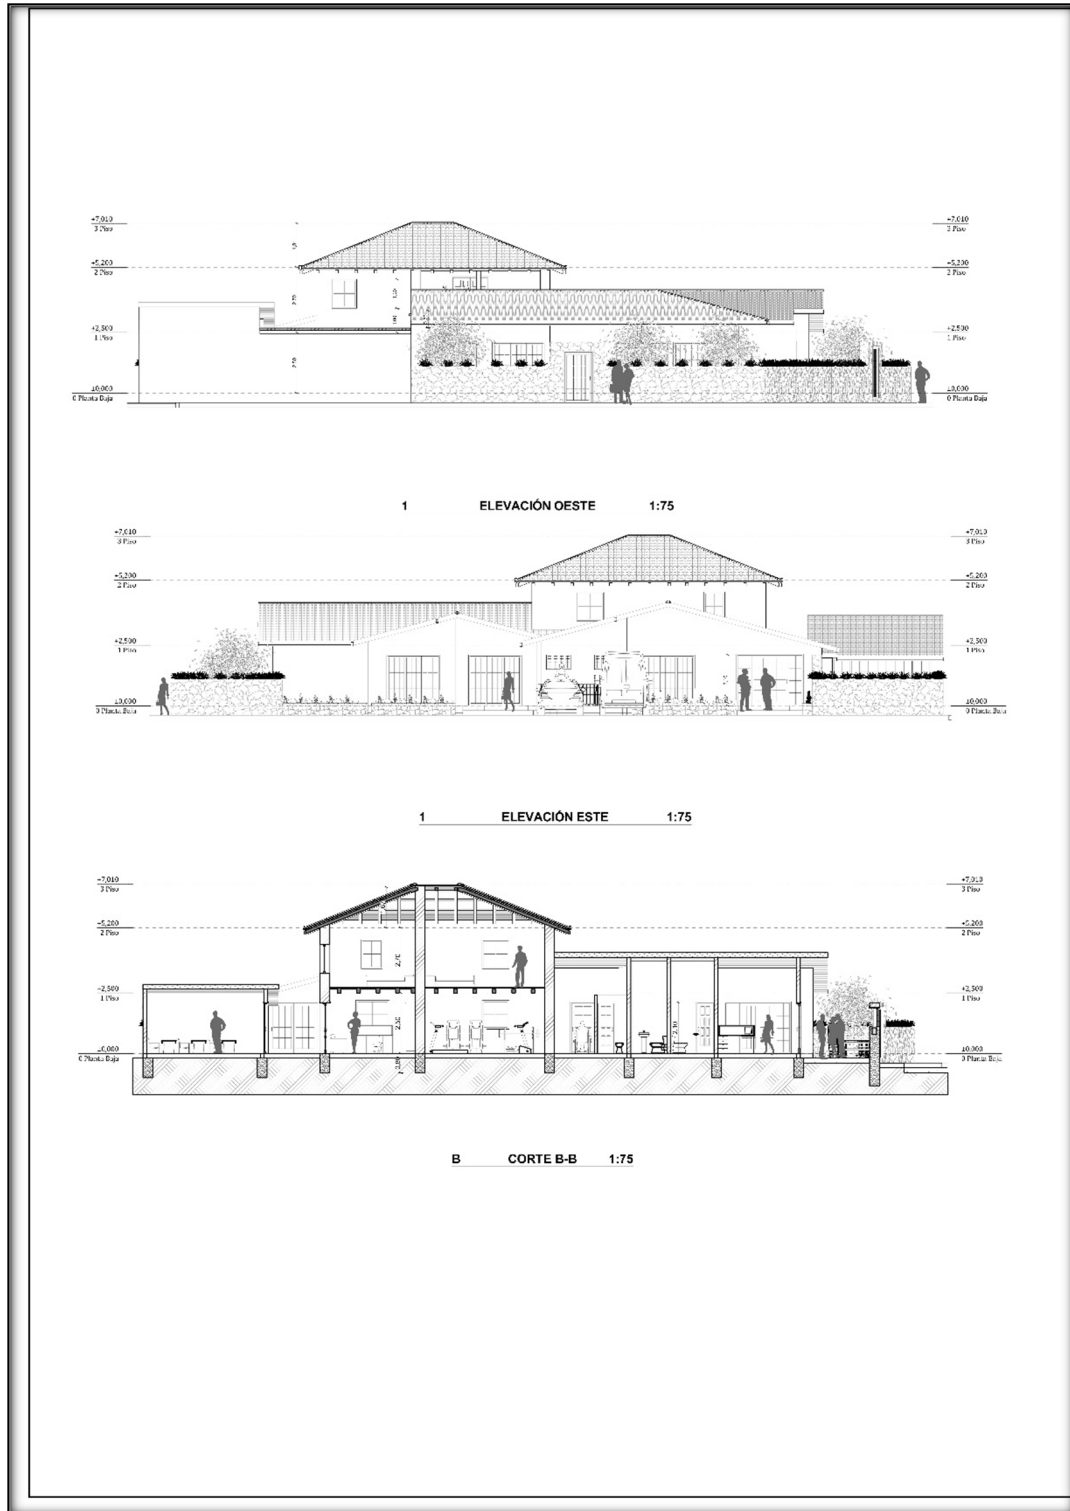 +7,010 +7,010
3 Piso 3 Piso
+5,200 +5,200
2 Piso 2 Piso
+2,500 +2,500
1 Piso 1 Piso
±0,000 ±0,000
0 Planta Baja 0 Planta Baja
1 ELEVACIÓN OESTE 1:75
+7,010 +7,010
3 Piso 3 Piso
+5,200 +5,200
2 Piso 2 Piso
+2,500 +2,500
1 Piso 1 Piso
±0,000 ±0,000
0 Planta Baja 0 Planta Baja
1 ELEVACIÓN ESTE 1:75
+7,010 +7,010
3 Piso 3 Piso
+5,200 +5,200
2 Piso 2 Piso
2,70
+2,500 +2,500
1 Piso 1 Piso
2,50 2,10
±0,000 ±0,000
0 Planta Baja 0 Planta Baja
B CORTE B-B 1:75